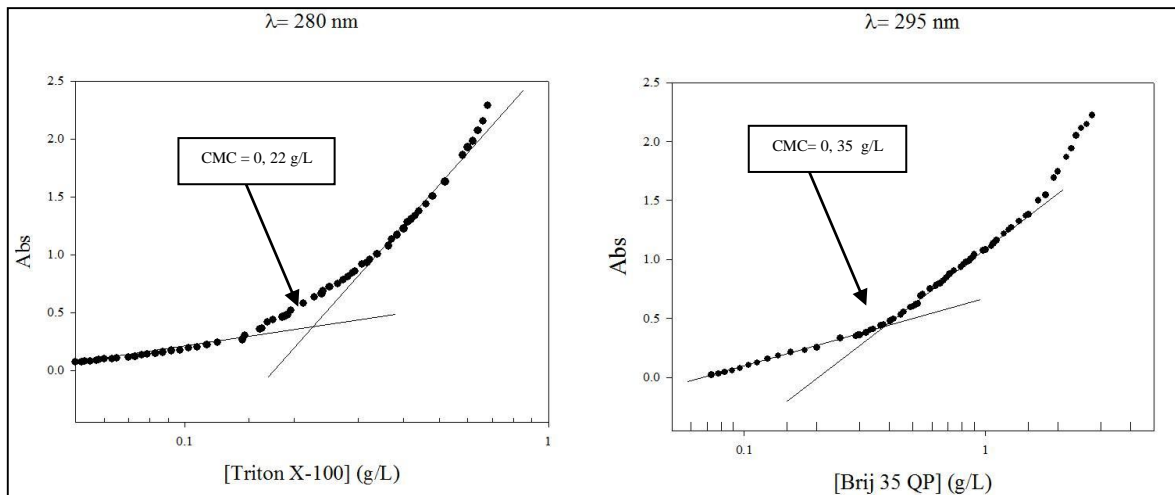 λ= 280 nm
2.5
2.0
CMC = 0, 22 g/L
1.5
Abs
1.0
0.5
0.0
0.1
1
[Triton X-100] (g/L)
λ= 295 nm
2.5
2.0
CMC= 0, 35 g/L
1.5
Abs
1.0
0.5
0.0
0.1
1
[Brij 35 QP] (g/L)